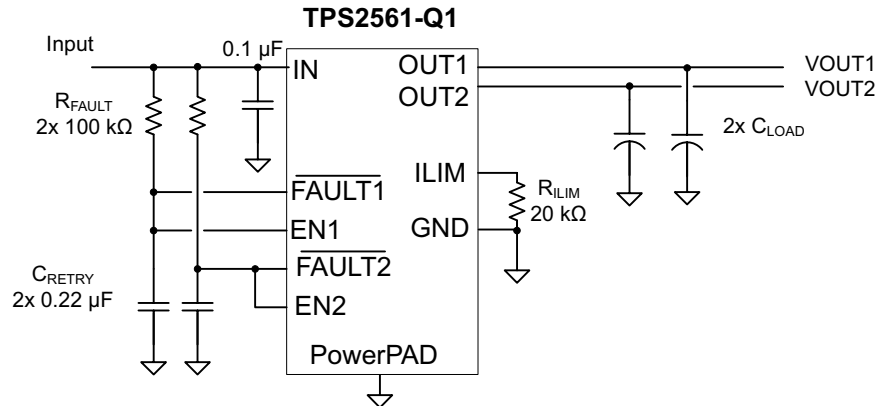 TPS2561-Q1
Input
0.1 µF
IN
OUT1
VOUT1
OUT2
VOUT2
RFAULT
2x 100 kΩ
2x CLOAD
ILIM
RILIM
20 kΩ
FAULT1
EN1
GND
FAULT2
CRETRY
2x 0.22 µF
EN2
PowerPAD